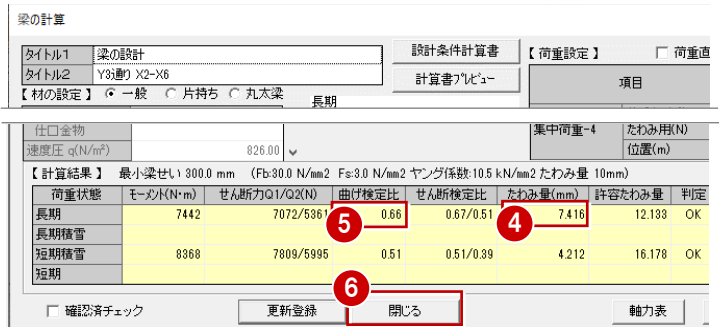 梁の計算
タイトル1 梁の設計 設計条件計算書 【 荷重設定 】 荷重直
タイトル2 Y3通り X2-X6 計算書プレビュー 項目
【 材の設定 】 一般 片持ち 丸太梁 長期
仕口金物 集中荷重-4 たわみ用(N)
速度圧 q(N/m²) 826.00 位置(m)
【 計算結果 】 最小梁せい 300.0 mm (Fb:30.0 N/mm2 Fs:3.0 N/mm2 ヤング係数:10.5 kN/mm2 たわみ量 10mm)
荷重状態 モーメント(N・m) せん断力Q1/Q2(N) 曲げ検定比 せん断検定比 たわみ量(mm) 許容たわみ量 判定
長期 7442 7072/5361 5 0.66 0.67/0.51 4 7.416 12.133 OK
長期積雪
短期積雪 8368 7809/5995 0.51 0.51/0.39 4.212 16.178 OK
短期
6
確認済チェック 更新登録 閉じる 軸力表